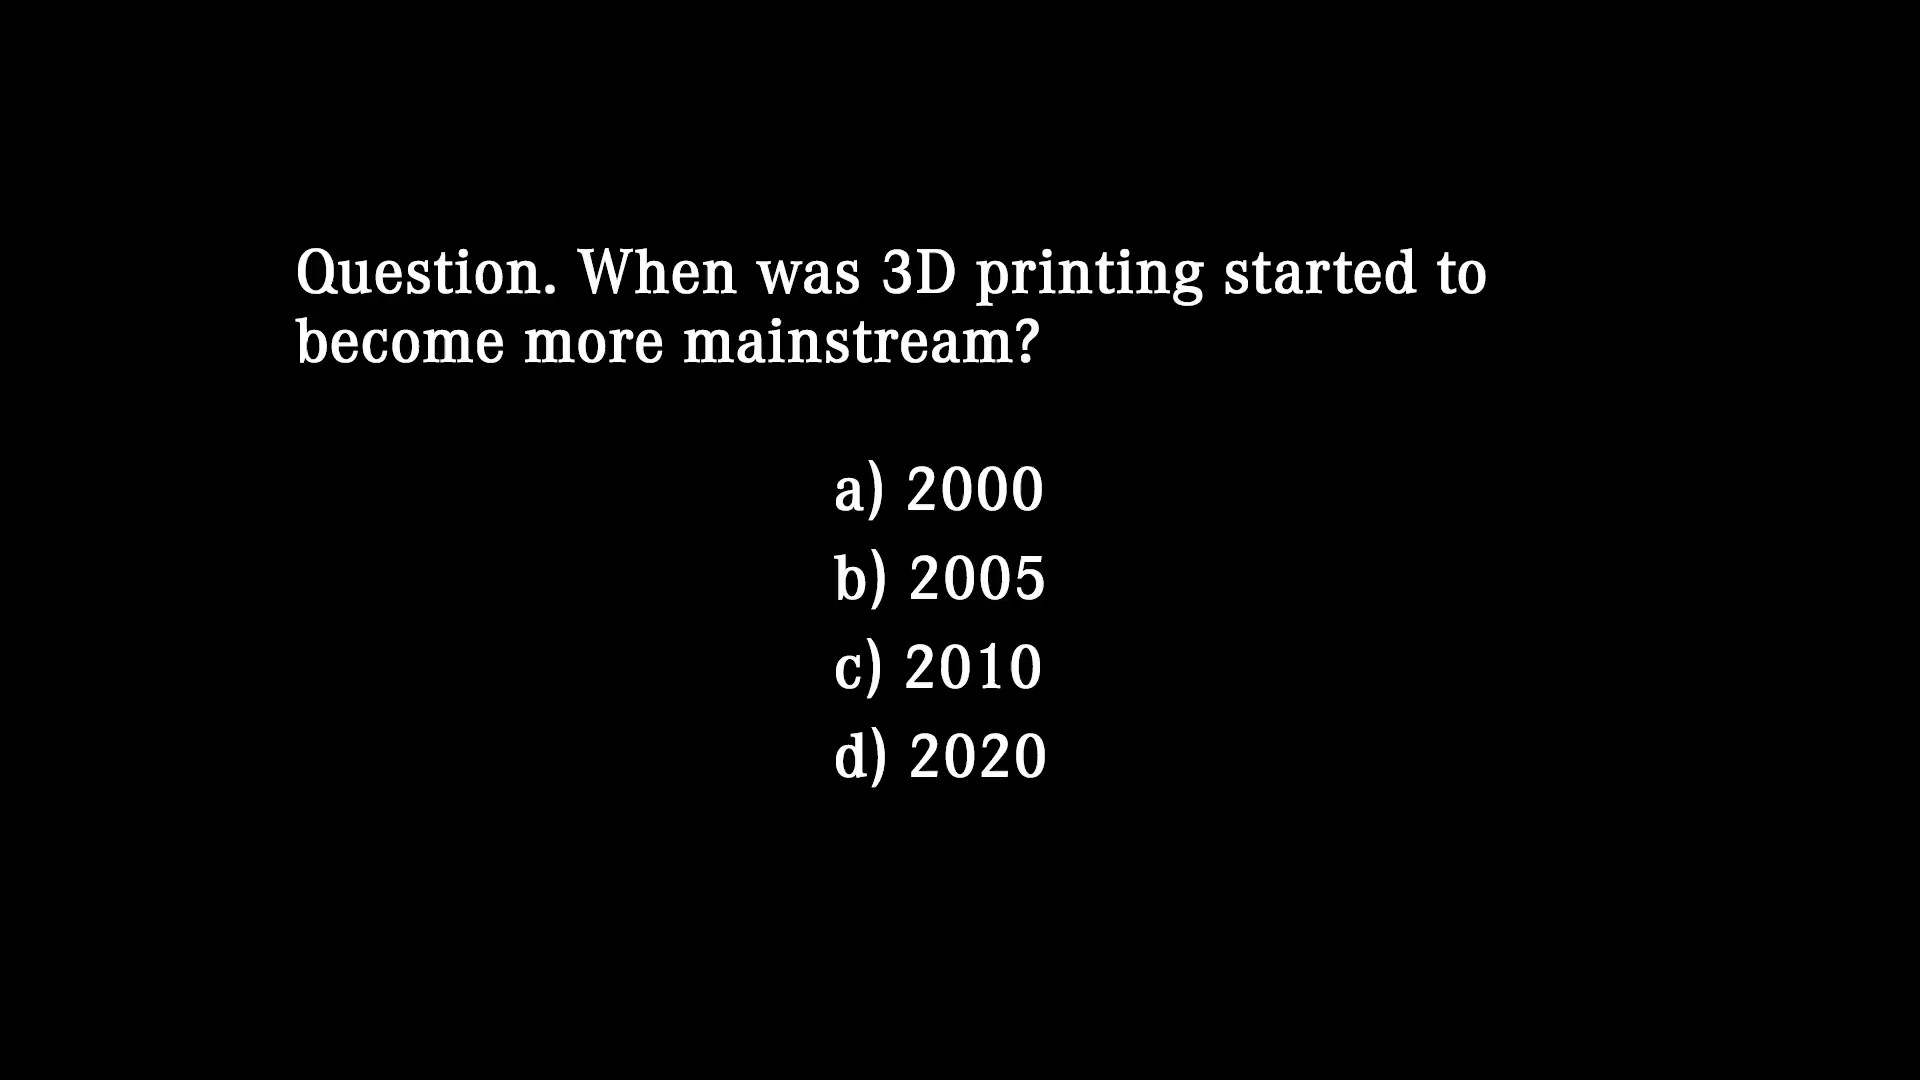 Question. When was 3D printing started to
become more mainstream?
a) 2000
b) 2005
c) 2010
d) 2020